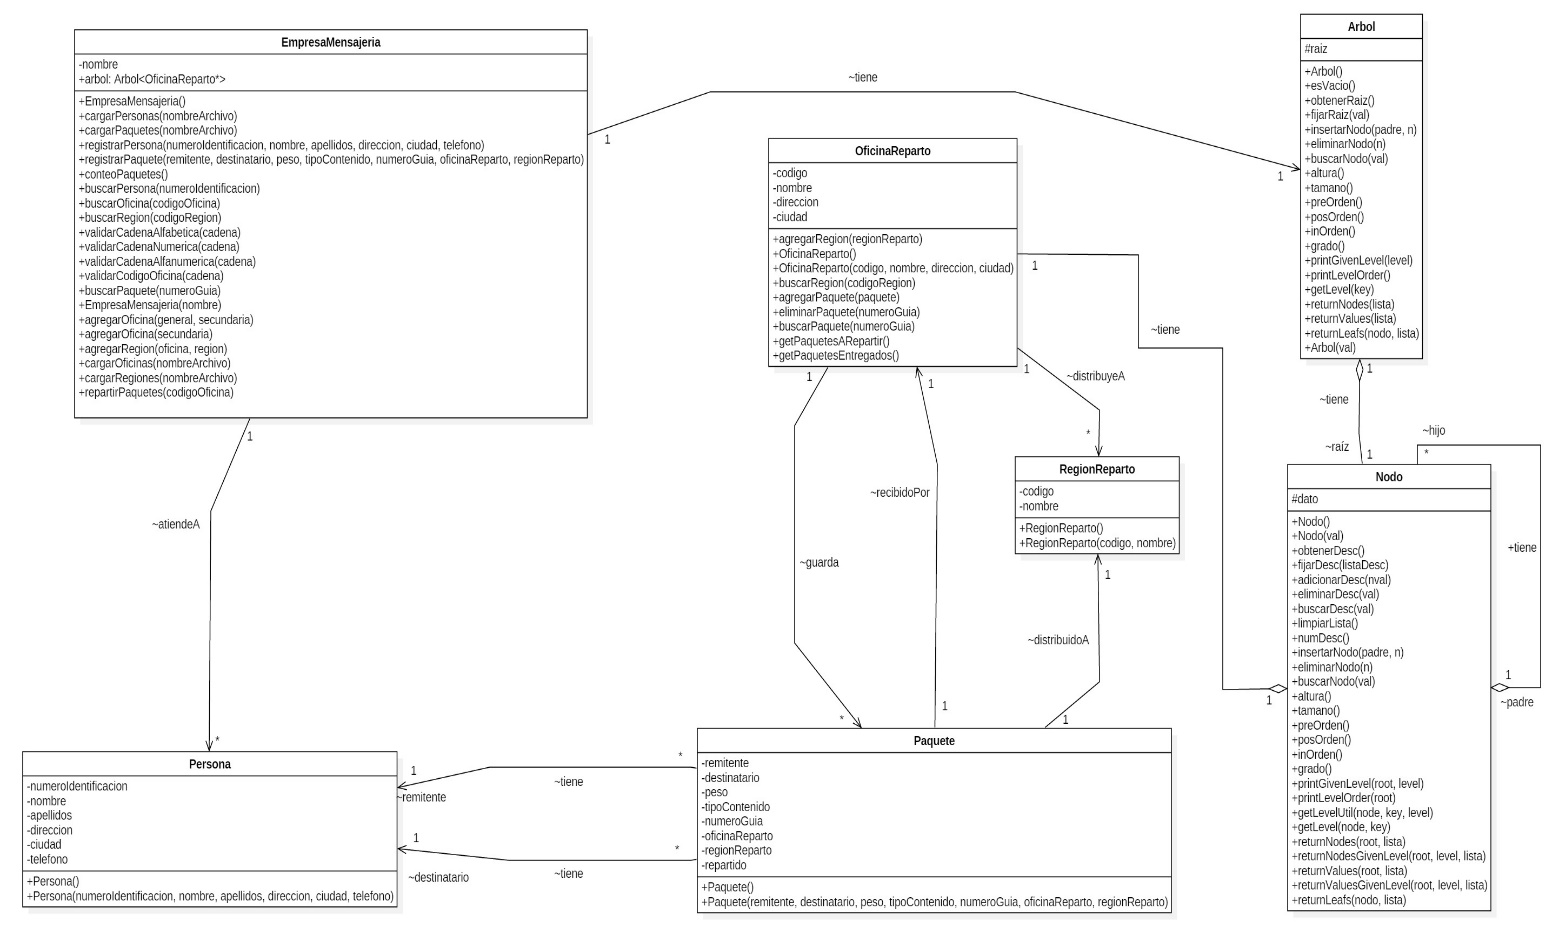 EmpresaMensajeria
-nombre
+arbol: Arbol<OficinaReparto*>
+EmpresaMensajeria()
+cargarPersonas(nombreArchivo)
+cargarPaquetes(nombreArchivo)
+registrarPersona(numeroIdentificacion, nombre, apellidos, direccion, ciudad, telefono)
+registrarPaquete(remitente, destinatario, peso, tipoContenido, numeroGuia, oficinaReparto, regionReparto)
+conteoPaquetes()
+buscarPersona(numeroIdentificacion)
+buscarOficina(codigoOficina)
+buscarRegion(codigoRegion)
+validarCadenaAlfabetica(cadena)
+validarCadenaNumerica(cadena)
+validarCadenaAlfanumerica(cadena)
+validarCodigoOficina(cadena)
+buscarPaquete(numeroGuia)
+EmpresaMensajeria(nombre)
+agregarOficina(general, secundaria)
+agregarOficina(secundaria)
+agregarRegion(oficina, region)
+cargarOficinas(nombreArchivo)
+cargarRegiones(nombreArchivo)
+repartirPaquetes(codigoOficina)
1
~tiene
1
OficinaReparto
-codigo
-nombre
-direccion
-ciudad
+agregarRegion(regionReparto)
+OficinaReparto()
+OficinaReparto(codigo, nombre, direccion, ciudad)
+buscarRegion(codigoRegion)
+agregarPaquete(paquete)
+eliminarPaquete(numeroGuia)
+buscarPaquete(numeroGuia)
+getPaquetesARepartir()
+getPaquetesEntregados()
1
~tiene
1
Arbol
#raiz
+Arbol()
+esVacio()
+obtenerRaiz()
+fijarRaiz(val)
+insertarNodo(padre, n)
+eliminarNodo(n)
+buscarNodo(val)
+altura()
+tamano()
+preOrden()
+posOrden()
+inOrden()
+grado()
+printGivenLevel(level)
+printLevelOrder()
+getLevel(key)
+returnNodes(lista)
+returnValues(lista)
+returnLeafs(nodo, lista)
+Arbol(val)
1
~tiene
~raíz
1
~hijo
*
+tiene
1
~padre
1
~distribuyeA
*
1
~guarda
*
1
~recibidoPor
1
RegionReparto
-codigo
-nombre
+RegionReparto()
+RegionReparto(codigo, nombre)
1
~distribuidoA
1
Nodo
#dato
+Nodo()
+Nodo(val)
+obtenerDesc()
+fijarDesc(listaDesc)
+adicionarDesc(nval)
+eliminarDesc(val)
+buscarDesc(val)
+limpiarLista()
+numDesc()
+insertarNodo(padre, n)
+eliminarNodo(n)
+buscarNodo(val)
+altura()
+tamano()
+preOrden()
+posOrden()
+inOrden()
+grado()
+printGivenLevel(root, level)
+printLevelOrder(root)
+getLevelUtil(node, key, level)
+getLevel(node, key)
+returnNodes(root, lista)
+returnNodesGivenLevel(root, level, lista)
+returnValues(root, lista)
+returnValuesGivenLevel(root, level, lista)
+returnLeafs(nodo, lista)
1
~atiendeA
*
Persona
-numeroIdentificacion
-nombre
-apellidos
-direccion
-ciudad
-telefono
+Persona()
+Persona(numeroIdentificacion, nombre, apellidos, direccion, ciudad, telefono)
1
~remitente
~tiene
*
1
~destinatario
~tiene
*
Paquete
-remitente
-destinatario
-peso
-tipoContenido
-numeroGuia
-oficinaReparto
-regionReparto
-repartido
+Paquete()
+Paquete(remitente, destinatario, peso, tipoContenido, numeroGuia, oficinaReparto, regionReparto)